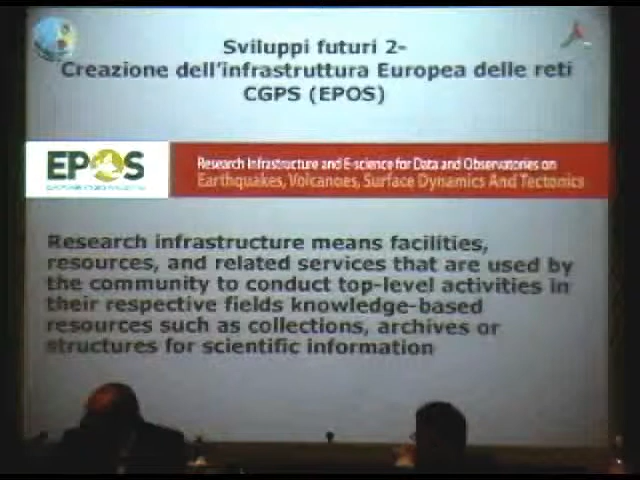 Sviluppi futuri 2-
Creazione dell'infrastruttura Europea delle reti
CGPS (EPOS)
EPOS
Research Infrastructure and E-science for Data and Observatories on
Earthquakes, Volcanoes, Surface Dynamics And Tectonics
Research infrastructure means facilities,
resources, and related services that are used by
the community to conduct top-level activities in
their respective fields knowledge-based
resources such as collections, archives or
structures for scientific information